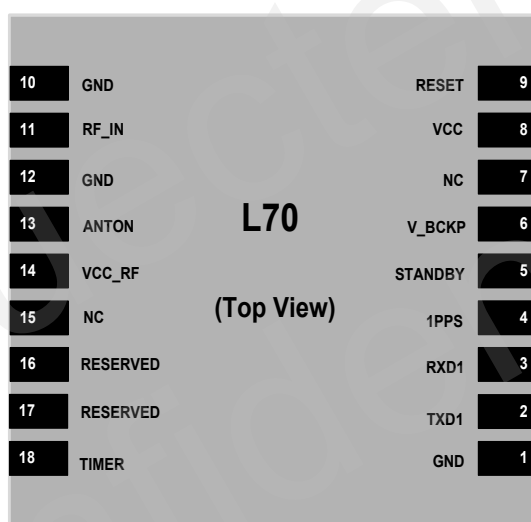 10 GND RESET 9
11 RF_IN VCC 8
12 GND NC 7
13 ANTON L70 V_BCKP 6
14 VCC_RF STANDBY 5
15 NC (Top View) 1PPS 4
16 RESERVED RXD1 3
17 RESERVED TXD1 2
18 TIMER GND 1